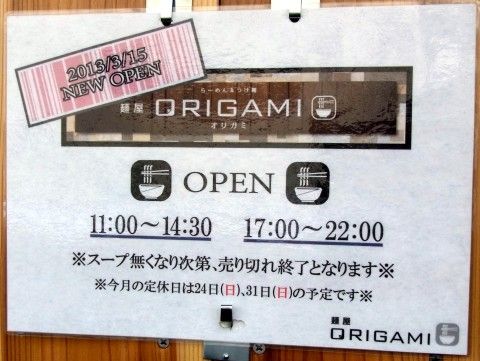 2013/3/15
NEW OPEN
らーめん&つけ麺
麺屋 ORIGAMI
オリガミ
OPEN
11:00～14:30 17:00～22:00
※スープ無くなり次第、売り切れ終了となります※
※今月の定休日は24日(日)、31日(日)の予定です※
麺屋
ORIGAMI